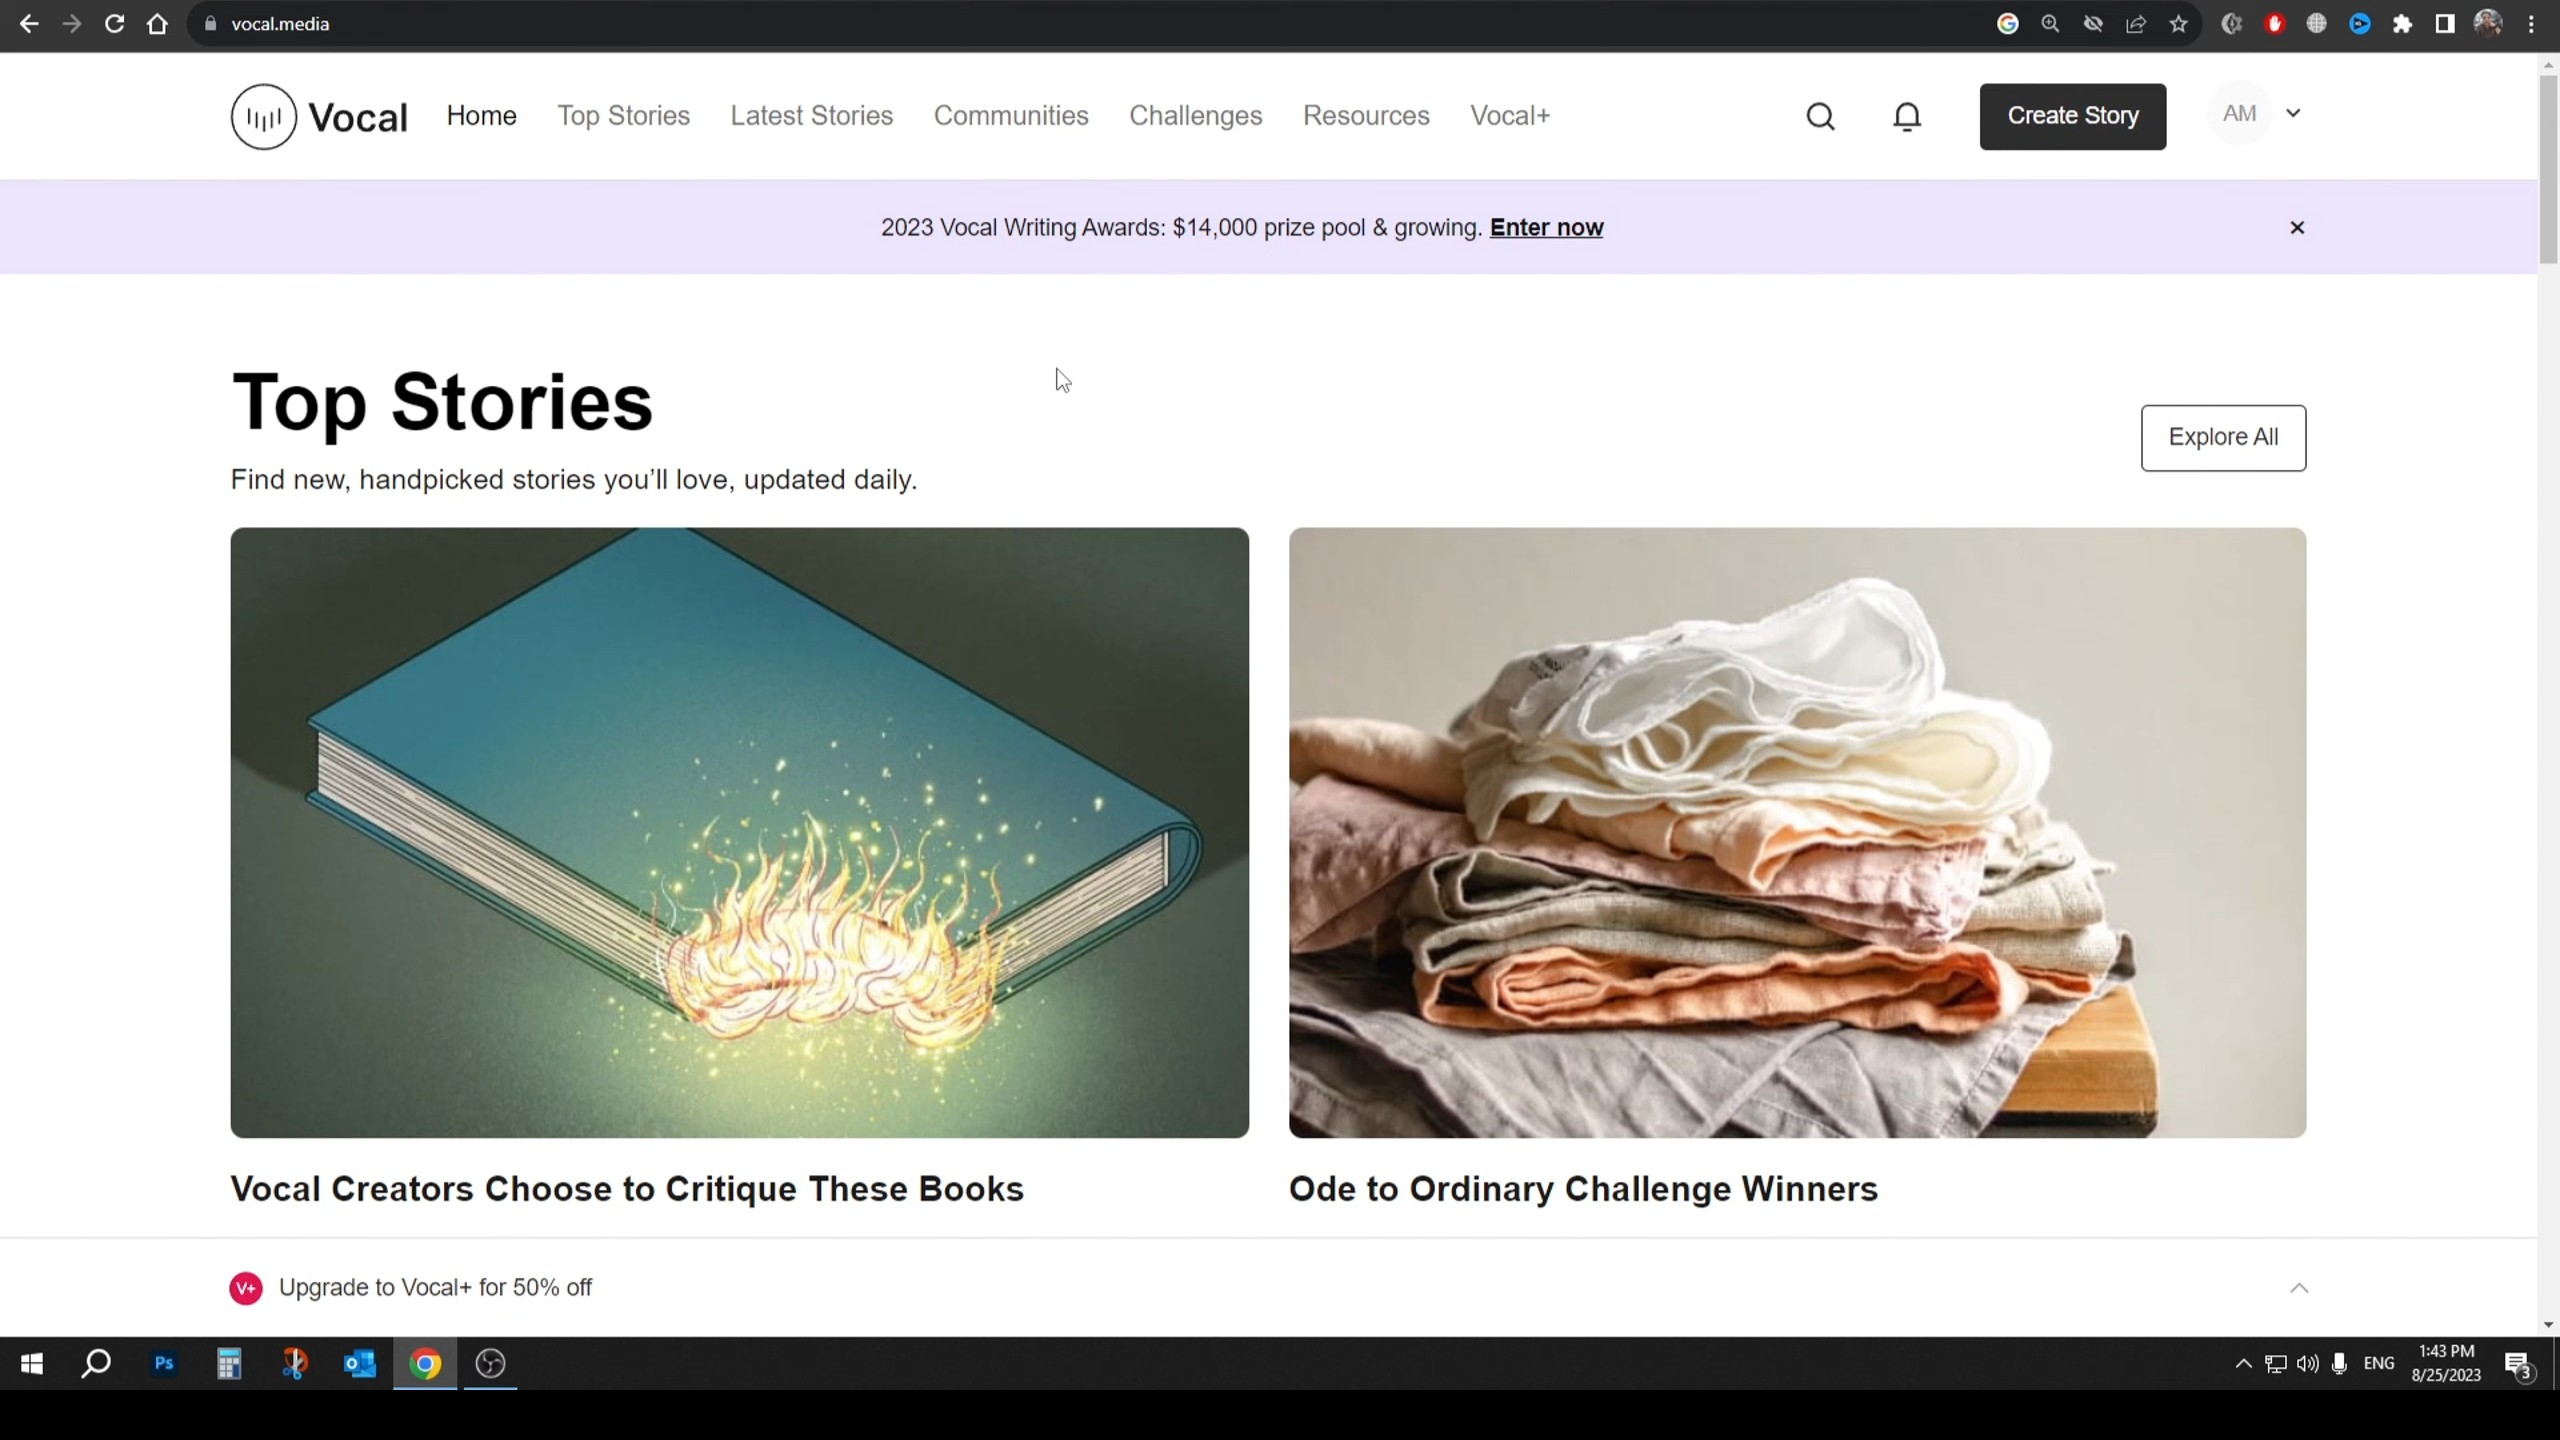 vocal.media
Vocal
Home
Top Stories
Latest Stories
Communities
Challenges
Resources
Vocal+
Create Story
AM
2023 Vocal Writing Awards: $14,000 prize pool & growing. Enter now
Top Stories
Explore All
Find new, handpicked stories you’ll love, updated daily.
Vocal Creators Choose to Critique These Books
Ode to Ordinary Challenge Winners
V+
Upgrade to Vocal+ for 50% off
Ps
ENG
1:43 PM
8/25/2023
3